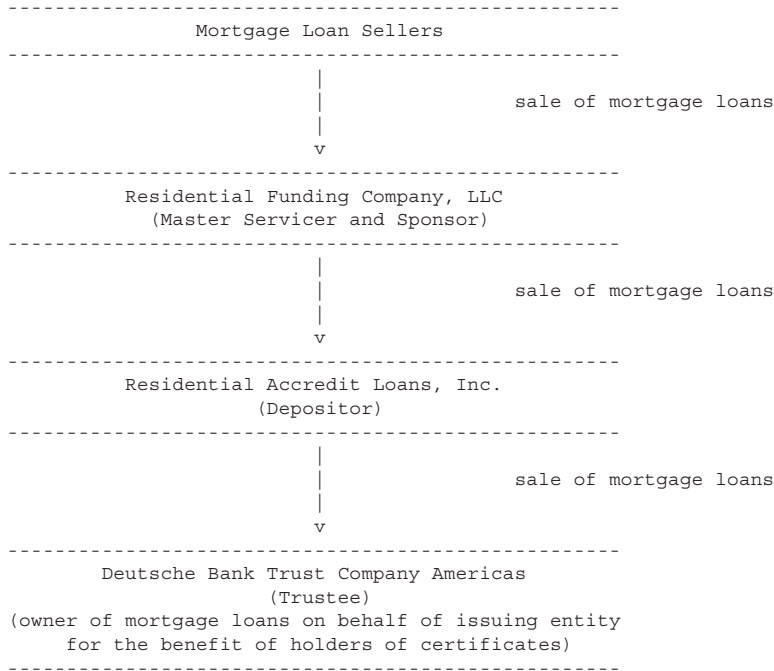 Mortgage Loan Sellers
sale of mortgage loans
Residential Funding Company, LLC
(Master Servicer and Sponsor)
sale of mortgage loans
Residential Accredit Loans, Inc.
(Depositor)
sale of mortgage loans
Deutsche Bank Trust Company Americas
(Trustee)
(owner of mortgage loans on behalf of issuing entity
for the benefit of holders of certificates)